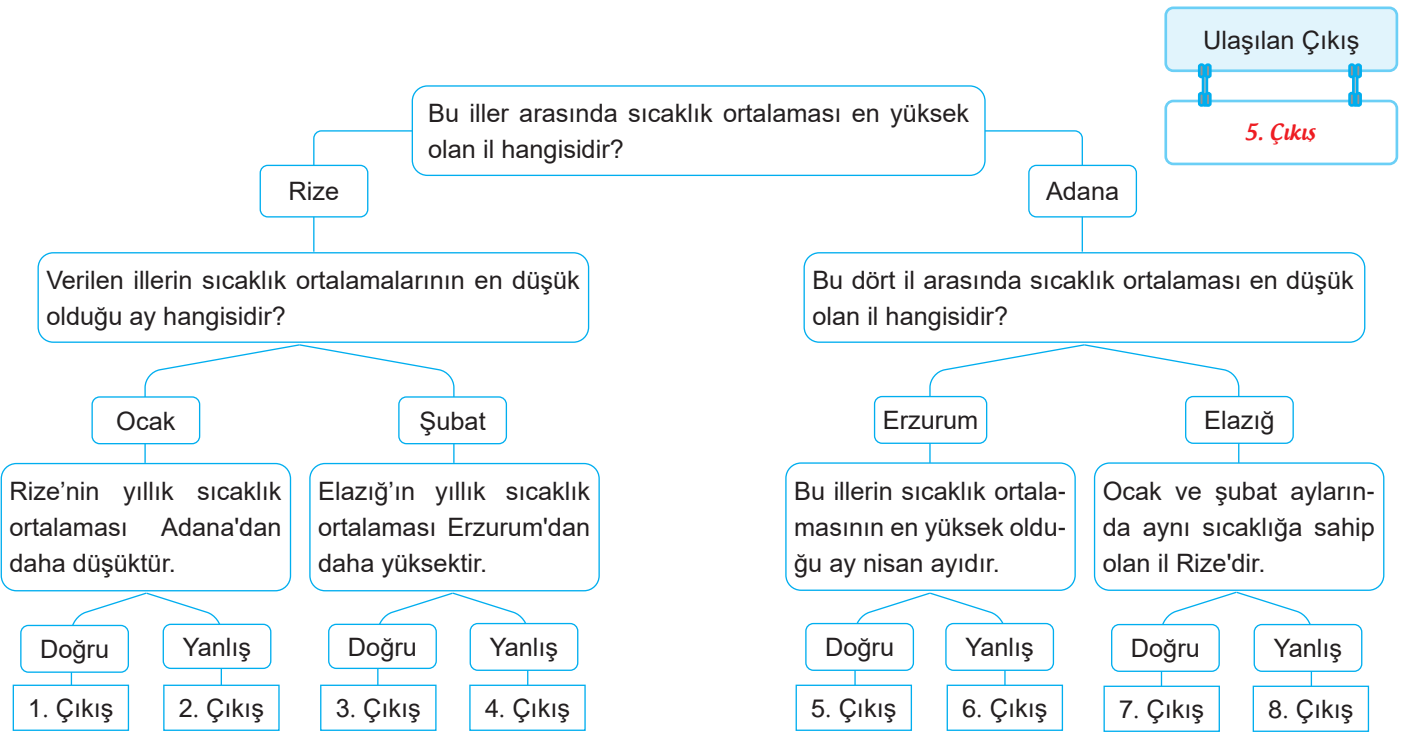 Ulaşılan Çıkış
5. Çıkış
Bu iller arasında sıcaklık ortalaması en yüksek
olan il hangisidir?
Rize
Adana
Verilen illerin sıcaklık ortalamalarının en düşük
olduğu ay hangisidir?
Bu dört il arasında sıcaklık ortalaması en düşük
olan il hangisidir?
Ocak
Şubat
Erzurum
Elazığ
Rize’nin yıllık sıcaklık
ortalaması Adana'dan
daha düşüktür.
Elazığ’ın yıllık sıcaklık
ortalaması Erzurum'dan
daha yüksektir.
Bu illerin sıcaklık ortala-
masının en yüksek oldu-
ğu ay nisan ayıdır.
Ocak ve şubat ayların-
da aynı sıcaklığa sahip
olan il Rize'dir.
Doğru
Yanlış
Doğru
Yanlış
Doğru
Yanlış
Doğru
Yanlış
1. Çıkış
2. Çıkış
3. Çıkış
4. Çıkış
5. Çıkış
6. Çıkış
7. Çıkış
8. Çıkış